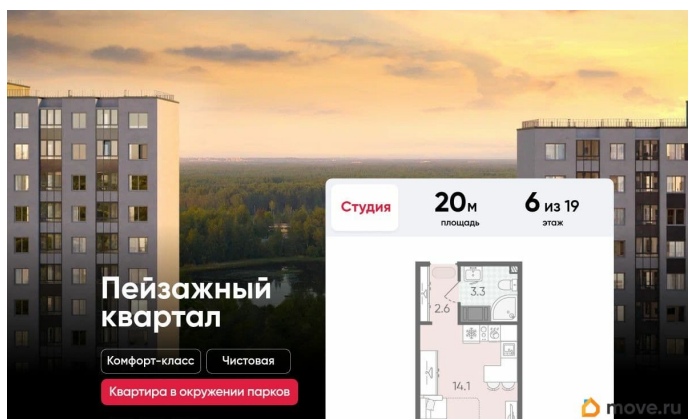 Студия
20м
площадь
6 из 19
этаж
3.3
2.6
14.1
Пейзажный
квартал
Комфорт-класс
Чистовая
Квартира в окружении парков
move.ru